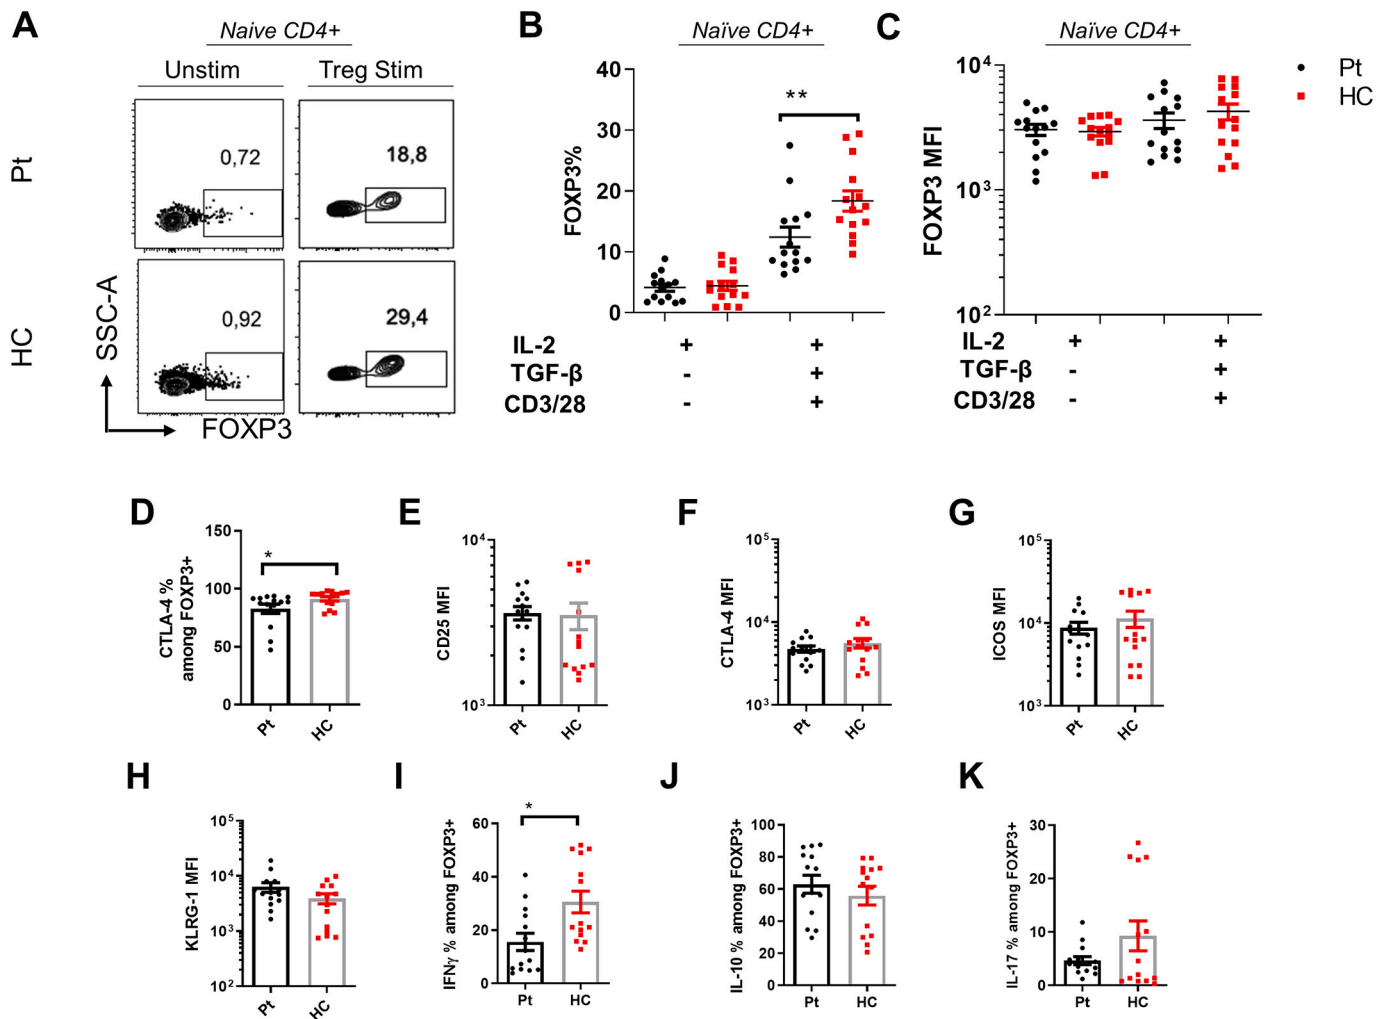 A
Naive CD4+
Unstim
Treg Stim
Pt
0,72
18,8
HC
0,92
29,4
SSC-A
FOXP3
B
Naïve CD4+
40
30
20
10
0
FOXP3%
**
IL-2 + +
TGF-β - +
CD3/28 - +
C
Naïve CD4+
10⁴
10³
10²
FOXP3 MFI
Pt
HC
IL-2 + +
TGF-β - +
CD3/28 - +
D
150
100
50
0
CTLA-4 %
among FOXP3+
*
Pt HC
E
10⁴
10³
CD25 MFI
Pt HC
F
10⁵
10⁴
10³
CTLA-4 MFI
Pt HC
G
10⁵
10⁴
10³
ICOS MFI
Pt HC
H
10⁵
10⁴
10³
10²
KLRG-1 MFI
Pt HC
I
60
40
20
0
IFNγ % among FOXP3+
*
Pt HC
J
100
80
60
40
20
0
IL-10 % among FOXP3+
Pt HC
K
30
20
10
0
IL-17 % among FOXP3+
Pt HC